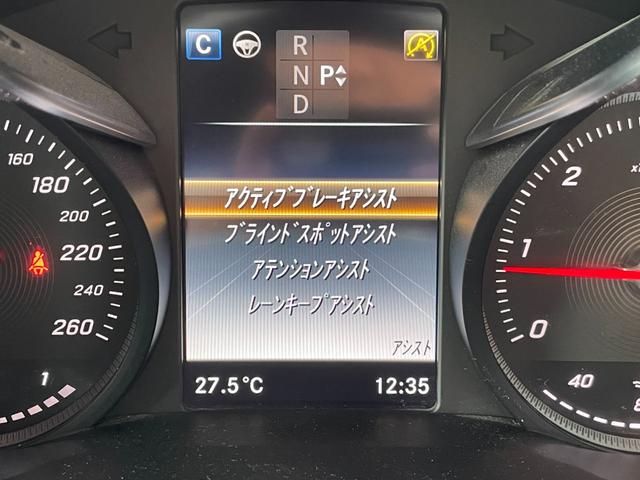 C
R
N P
D
A
アクティブブレーキアシスト
ブラインドスポットアシスト
アテンションアシスト
レーンキープアシスト
アシスト
27.5℃
12:35
160
180
200
220
240
260
1
2
1
0
40